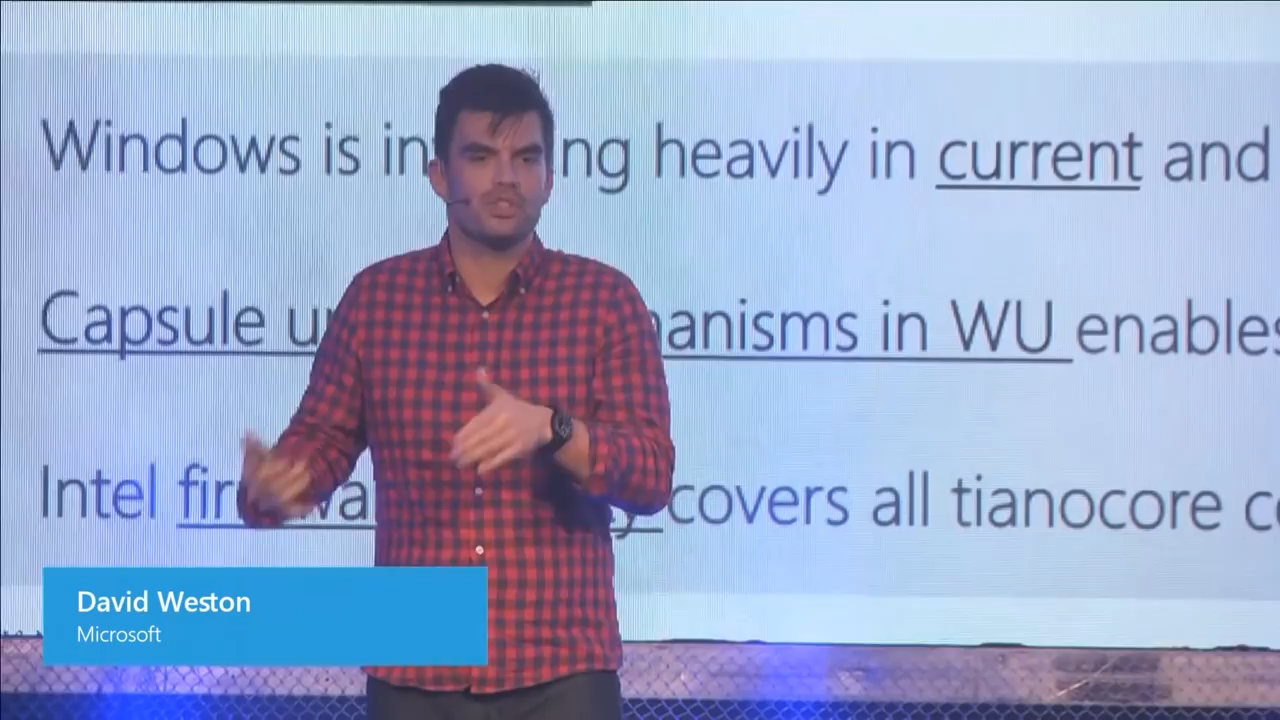 Windows is in ng heavily in current and
Capsule u anisms in WU enables
Intel fir wa y covers all tianocore c
David Weston
Microsoft